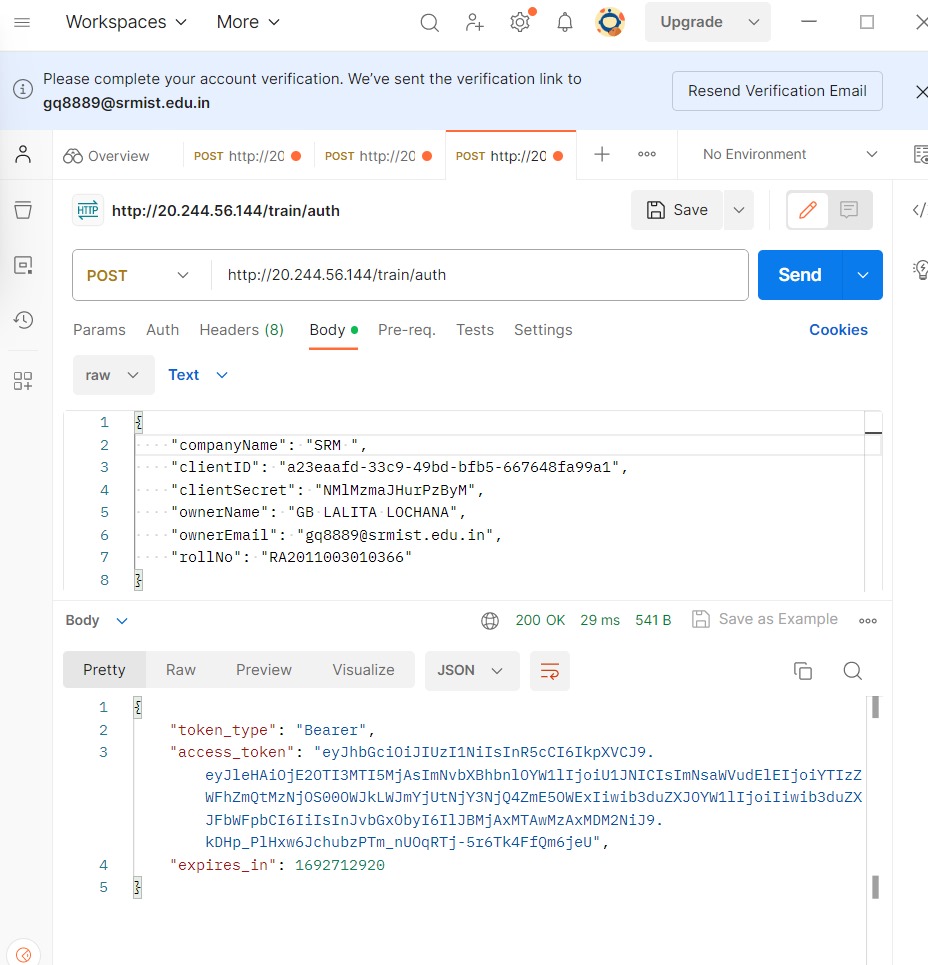 Workspaces More Upgrade
Please complete your account verification. We've sent the verification link to
gq8889@srmist.edu.in
Resend Verification Email
Overview POST http://20 POST http://20 POST http://20 No Environment
HTTP http://20.244.56.144/train/auth Save
POST http://20.244.56.144/train/auth Send
Params Auth Headers (8) Body Pre-req. Tests Settings Cookies
raw Text
1 {
2 "companyName": "SRM ",
3 "clientID": "a23eaafd-33c9-49bd-bfb5-667648fa99a1",
4 "clientSecret": "NMlMzmaJHurPzByM",
5 "ownerName": "GB LALITA LOCHANA",
6 "ownerEmail": "gq8889@srmist.edu.in",
7 "rollNo": "RA2011003010366"
8 }
Body 200 OK 29 ms 541 B Save as Example
Pretty Raw Preview Visualize JSON
1 {
2 "token_type": "Bearer",
3 "access_token": "eyJhbGciOiJIUzI1NiIsInR5cCI6IkpXVCJ9.
eyJleHAiOjE2OTI3MTI5MjAsImNvbXBhbnlOYW1lIjoiU1JNICIsImNsaWVudElEIjoiYTIzZ
WFhZmQtMzNjOS00OWJkLWJmYjUtNjY3NjQ4ZmE5OWExIiwib3duZXJOYW1lIjoiIiwib3duZX
JFbWFpbCI6IiIsInJvbGxObyI6IlJBMjAxMTAwMzAxMDM2NiJ9.
kDHp_PlHxw6JchubzPTm_nUOqRTj-5r6Tk4FfQm6jeU",
4 "expires_in": 1692712920
5 }